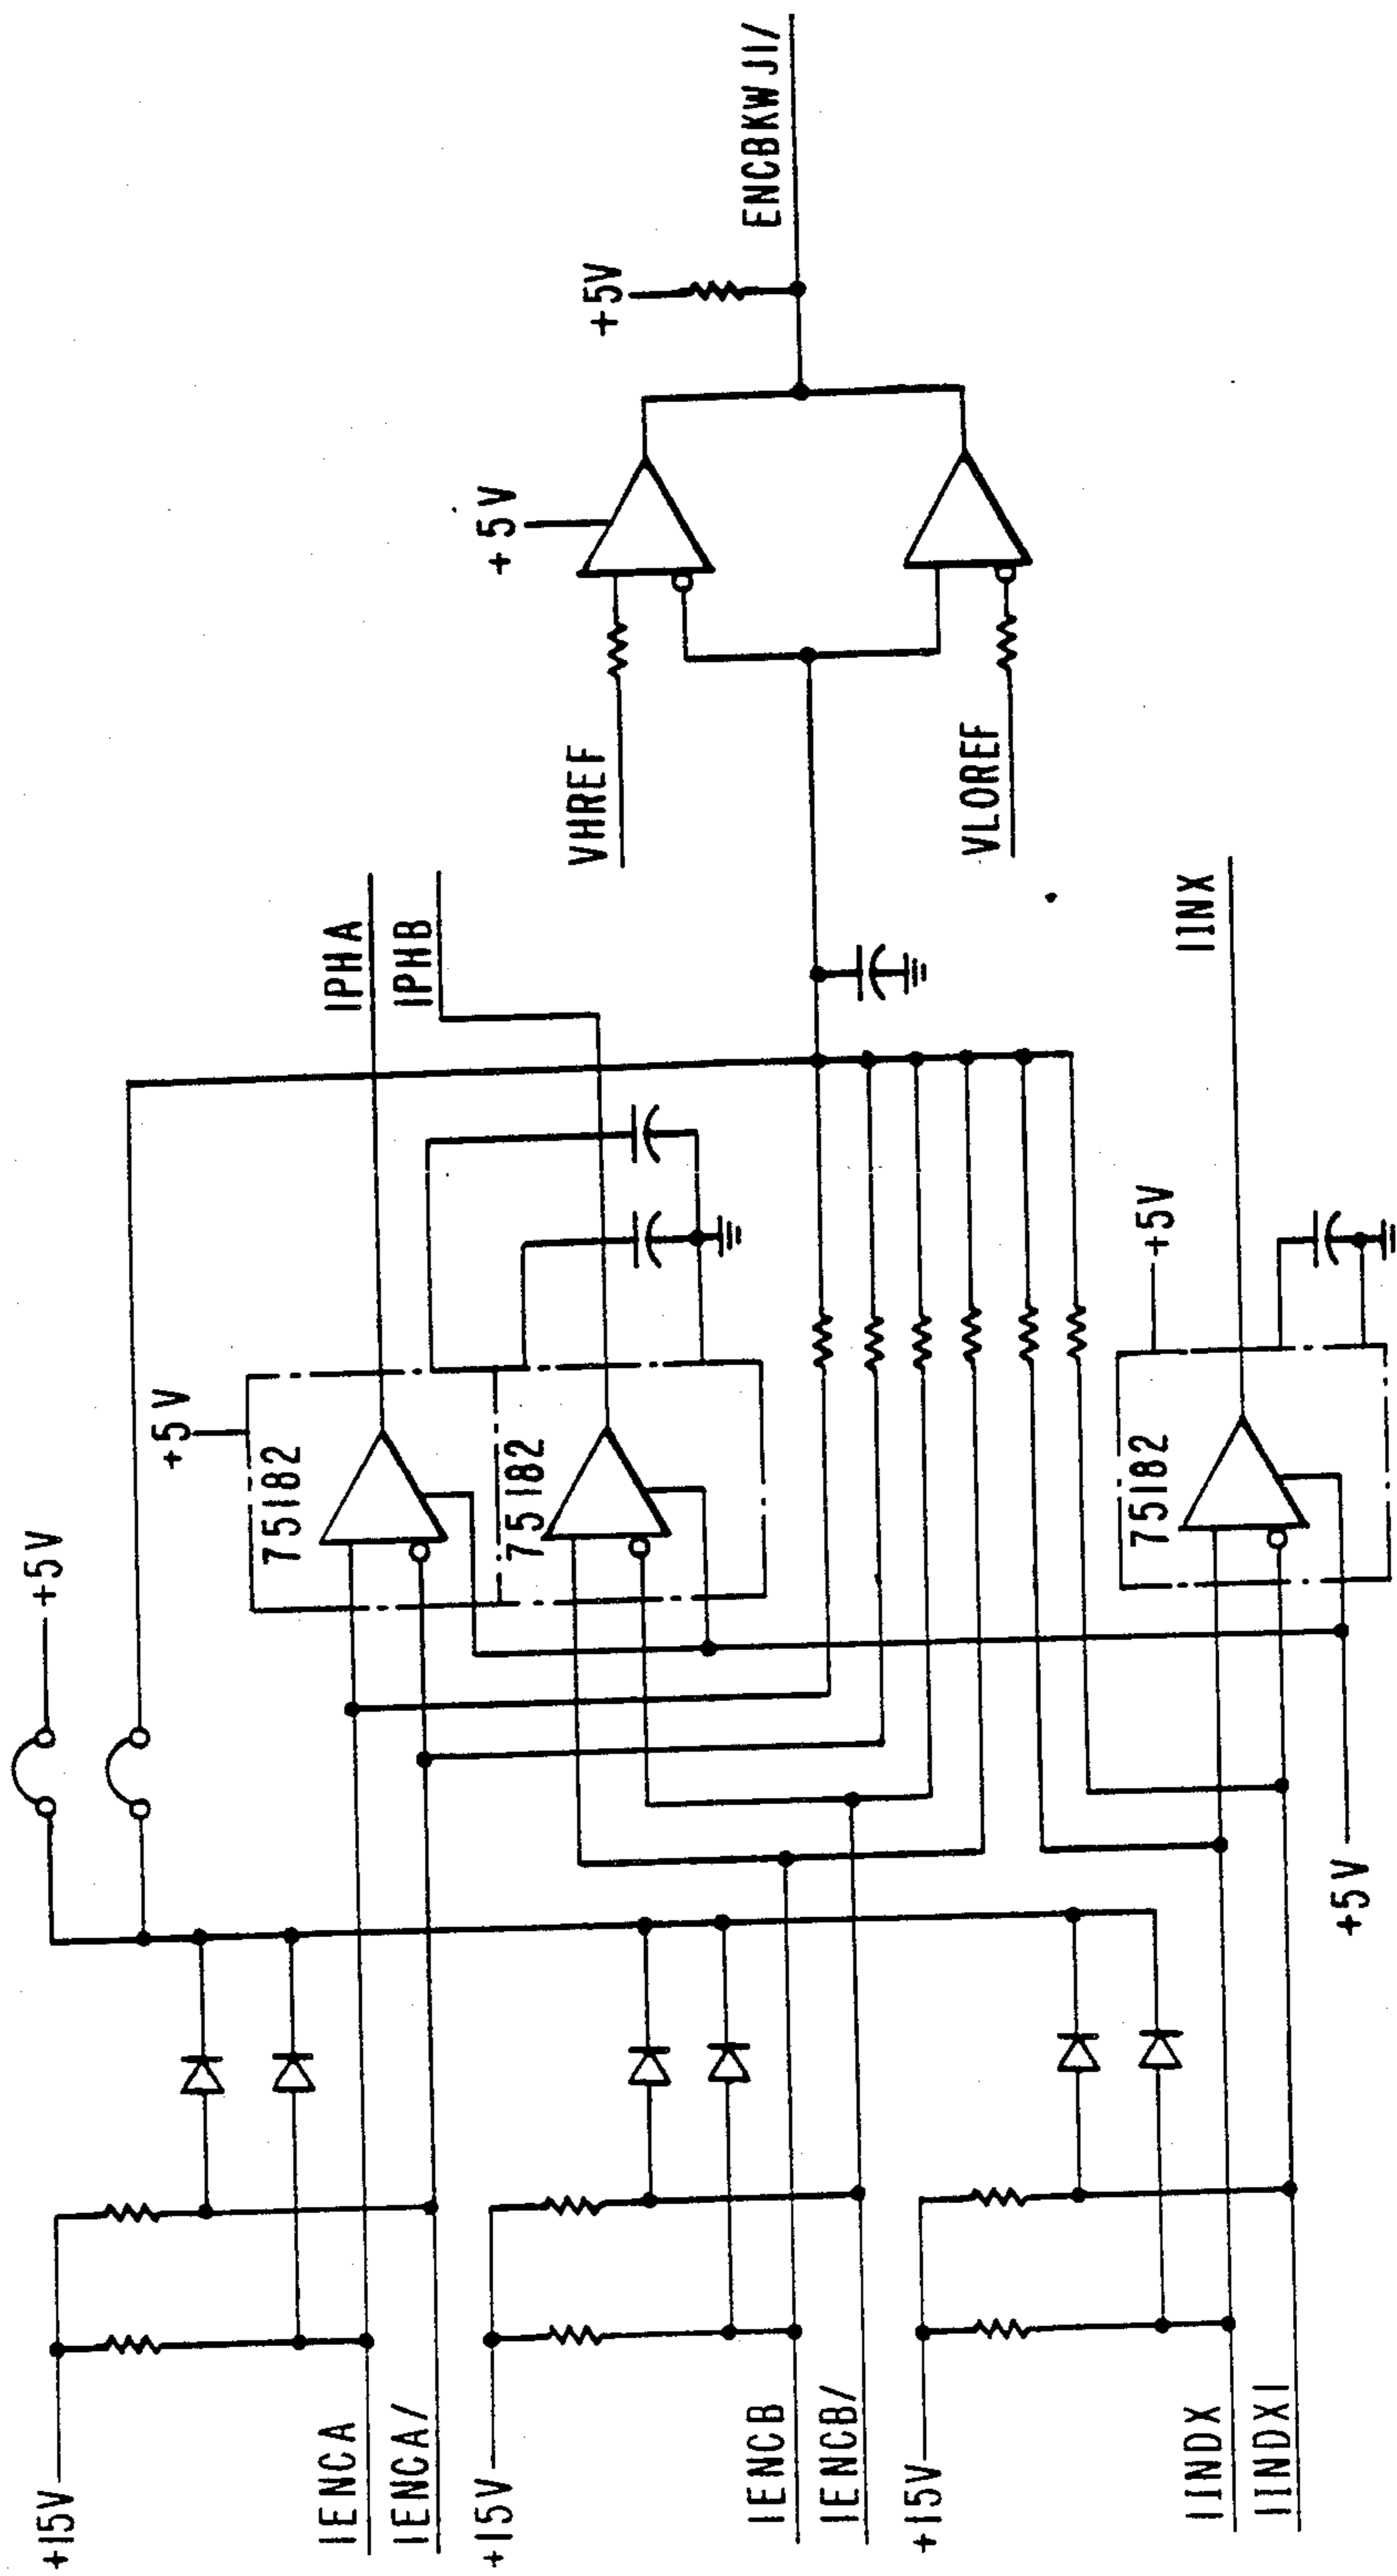 +15V
+5V
+5V
75182
IENCA
IPHA
IENCA/
IPHB
+15V
75182
+5V
VHREF
+5V
IENCB
ENCBKWJI/
IENCB/
+15V
VLOREF
75182
+5V
IINDX
IINX
IINDXI
+5V